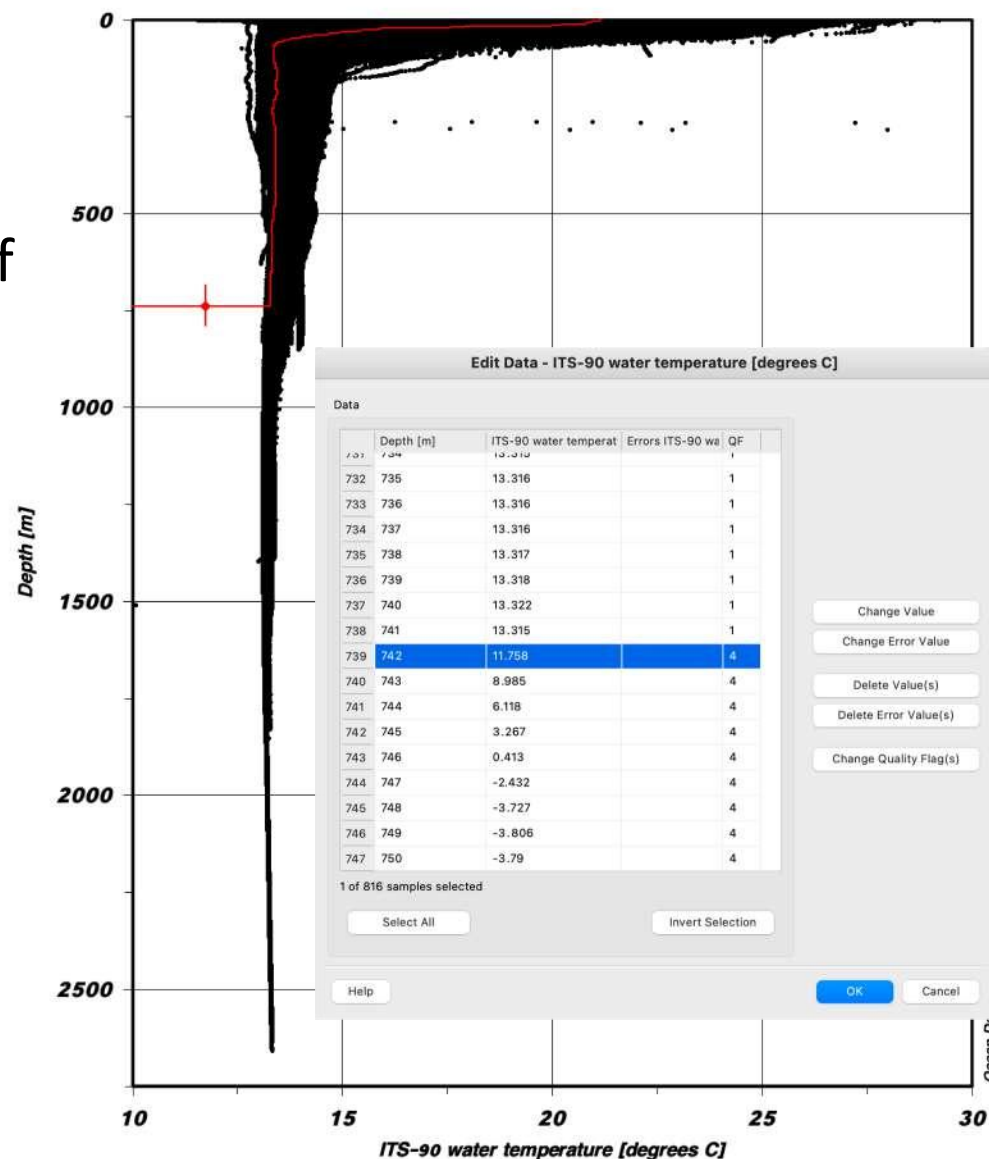 0
500
1000
1500
2000
2500
Depth [m]
f
10 15 20 25 30
ITS-90 water temperature [degrees C]
Edit Data - ITS-90 water temperature [degrees C]
Data
Depth [m] ITS-90 water temperat Errors ITS-90 wa QF
731 734 13.315 1
732 735 13.316 1
733 736 13.316 1
734 737 13.316 1
735 738 13.317 1
736 739 13.318 1
737 740 13.322 1
738 741 13.315 1
739 742 11.758 4
740 743 8.985 4
741 744 6.118 4
742 745 3.267 4
743 746 0.413 4
744 747 -2.432 4
745 748 -3.727 4
746 749 -3.806 4
747 750 -3.79 4
1 of 816 samples selected
Select All Invert Selection
Change Value
Change Error Value
Delete Value(s)
Delete Error Value(s)
Change Quality Flag(s)
Help OK Cancel
Ocean